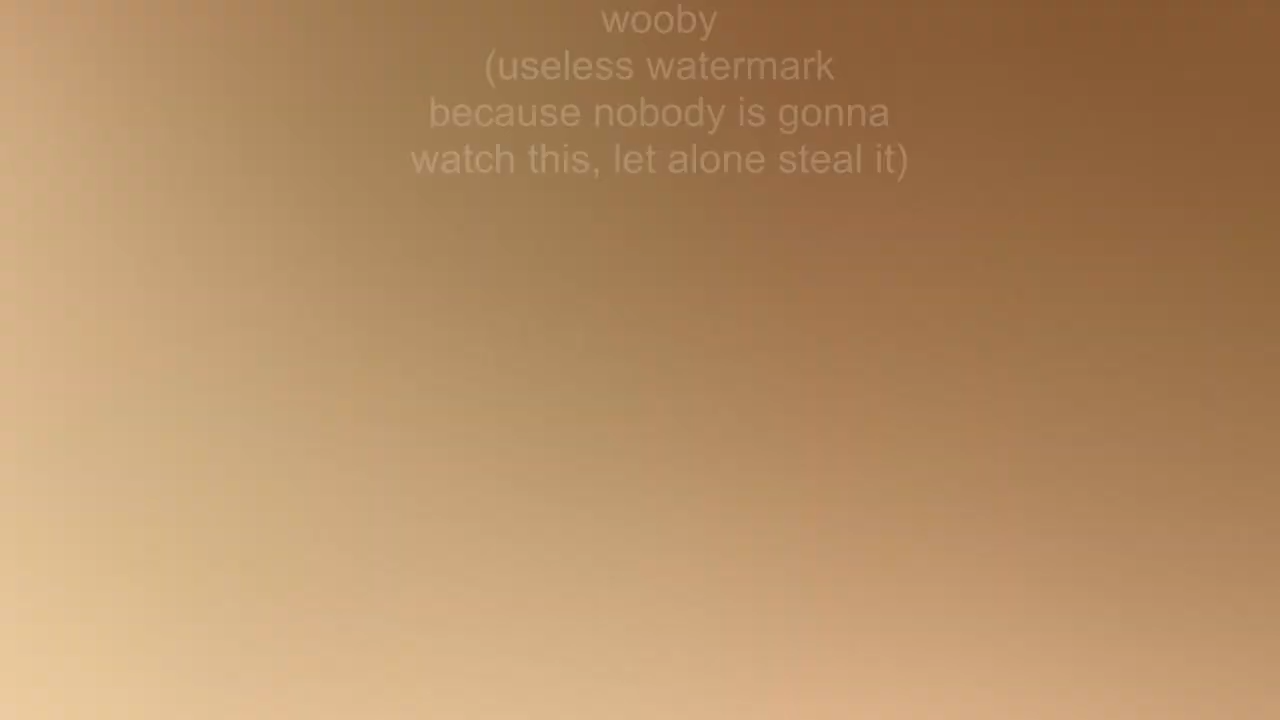 wooby
(useless watermark
because nobody is gonna
watch this, let alone steal it)